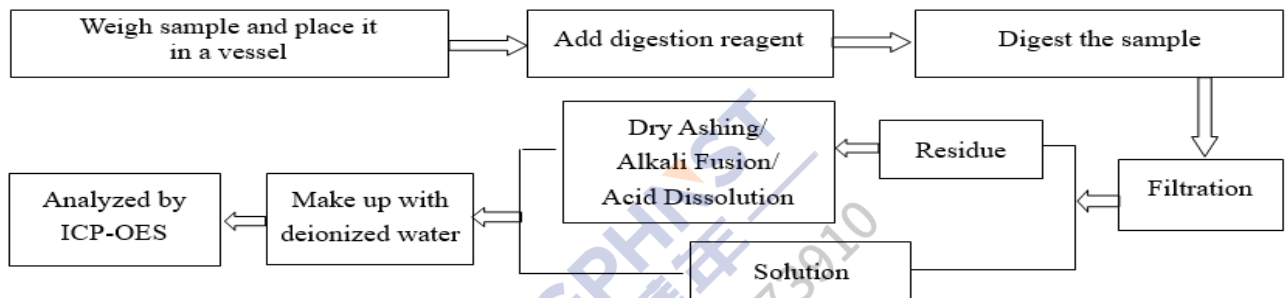 Weigh sample and place it
in a vessel
Add digestion reagent
Digest the sample
Filtration
Residue
Dry Ashing/
Alkali Fusion/
Acid Dissolution
Solution
Make up with
deionized water
Analyzed by
ICP-OES